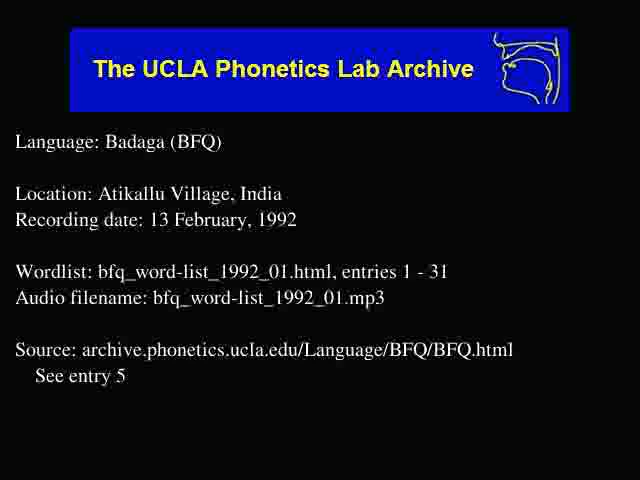 The UCLA Phonetics Lab Archive
Language: Badaga (BFQ)
Location: Atikallu Village, India
Recording date: 13 February, 1992
Wordlist: bfq_word-list_1992_01.html, entries 1 - 31
Audio filename: bfq_word-list_1992_01.mp3
Source: archive.phonetics.ucla.edu/Language/BFQ/BFQ.html
See entry 5